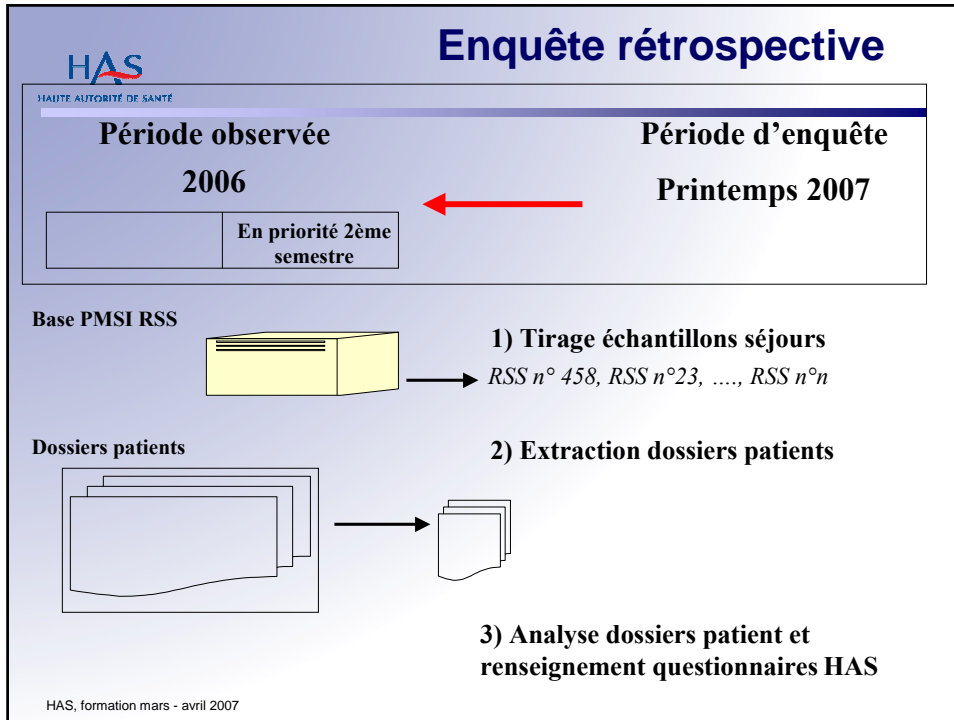 Enquête rétrospective
HAS
HAUTE AUTORITÉ DE SANTÉ
Période observée
2006
En priorité 2ème
semestre
Période d'enquête
Printemps 2007
Base PMSI RSS
1) Tirage échantillons séjours
RSS n° 458, RSS n°23, …., RSS n°n
Dossiers patients
2) Extraction dossiers patients
3) Analyse dossiers patient et
renseignement questionnaires HAS
HAS, formation mars - avril 2007